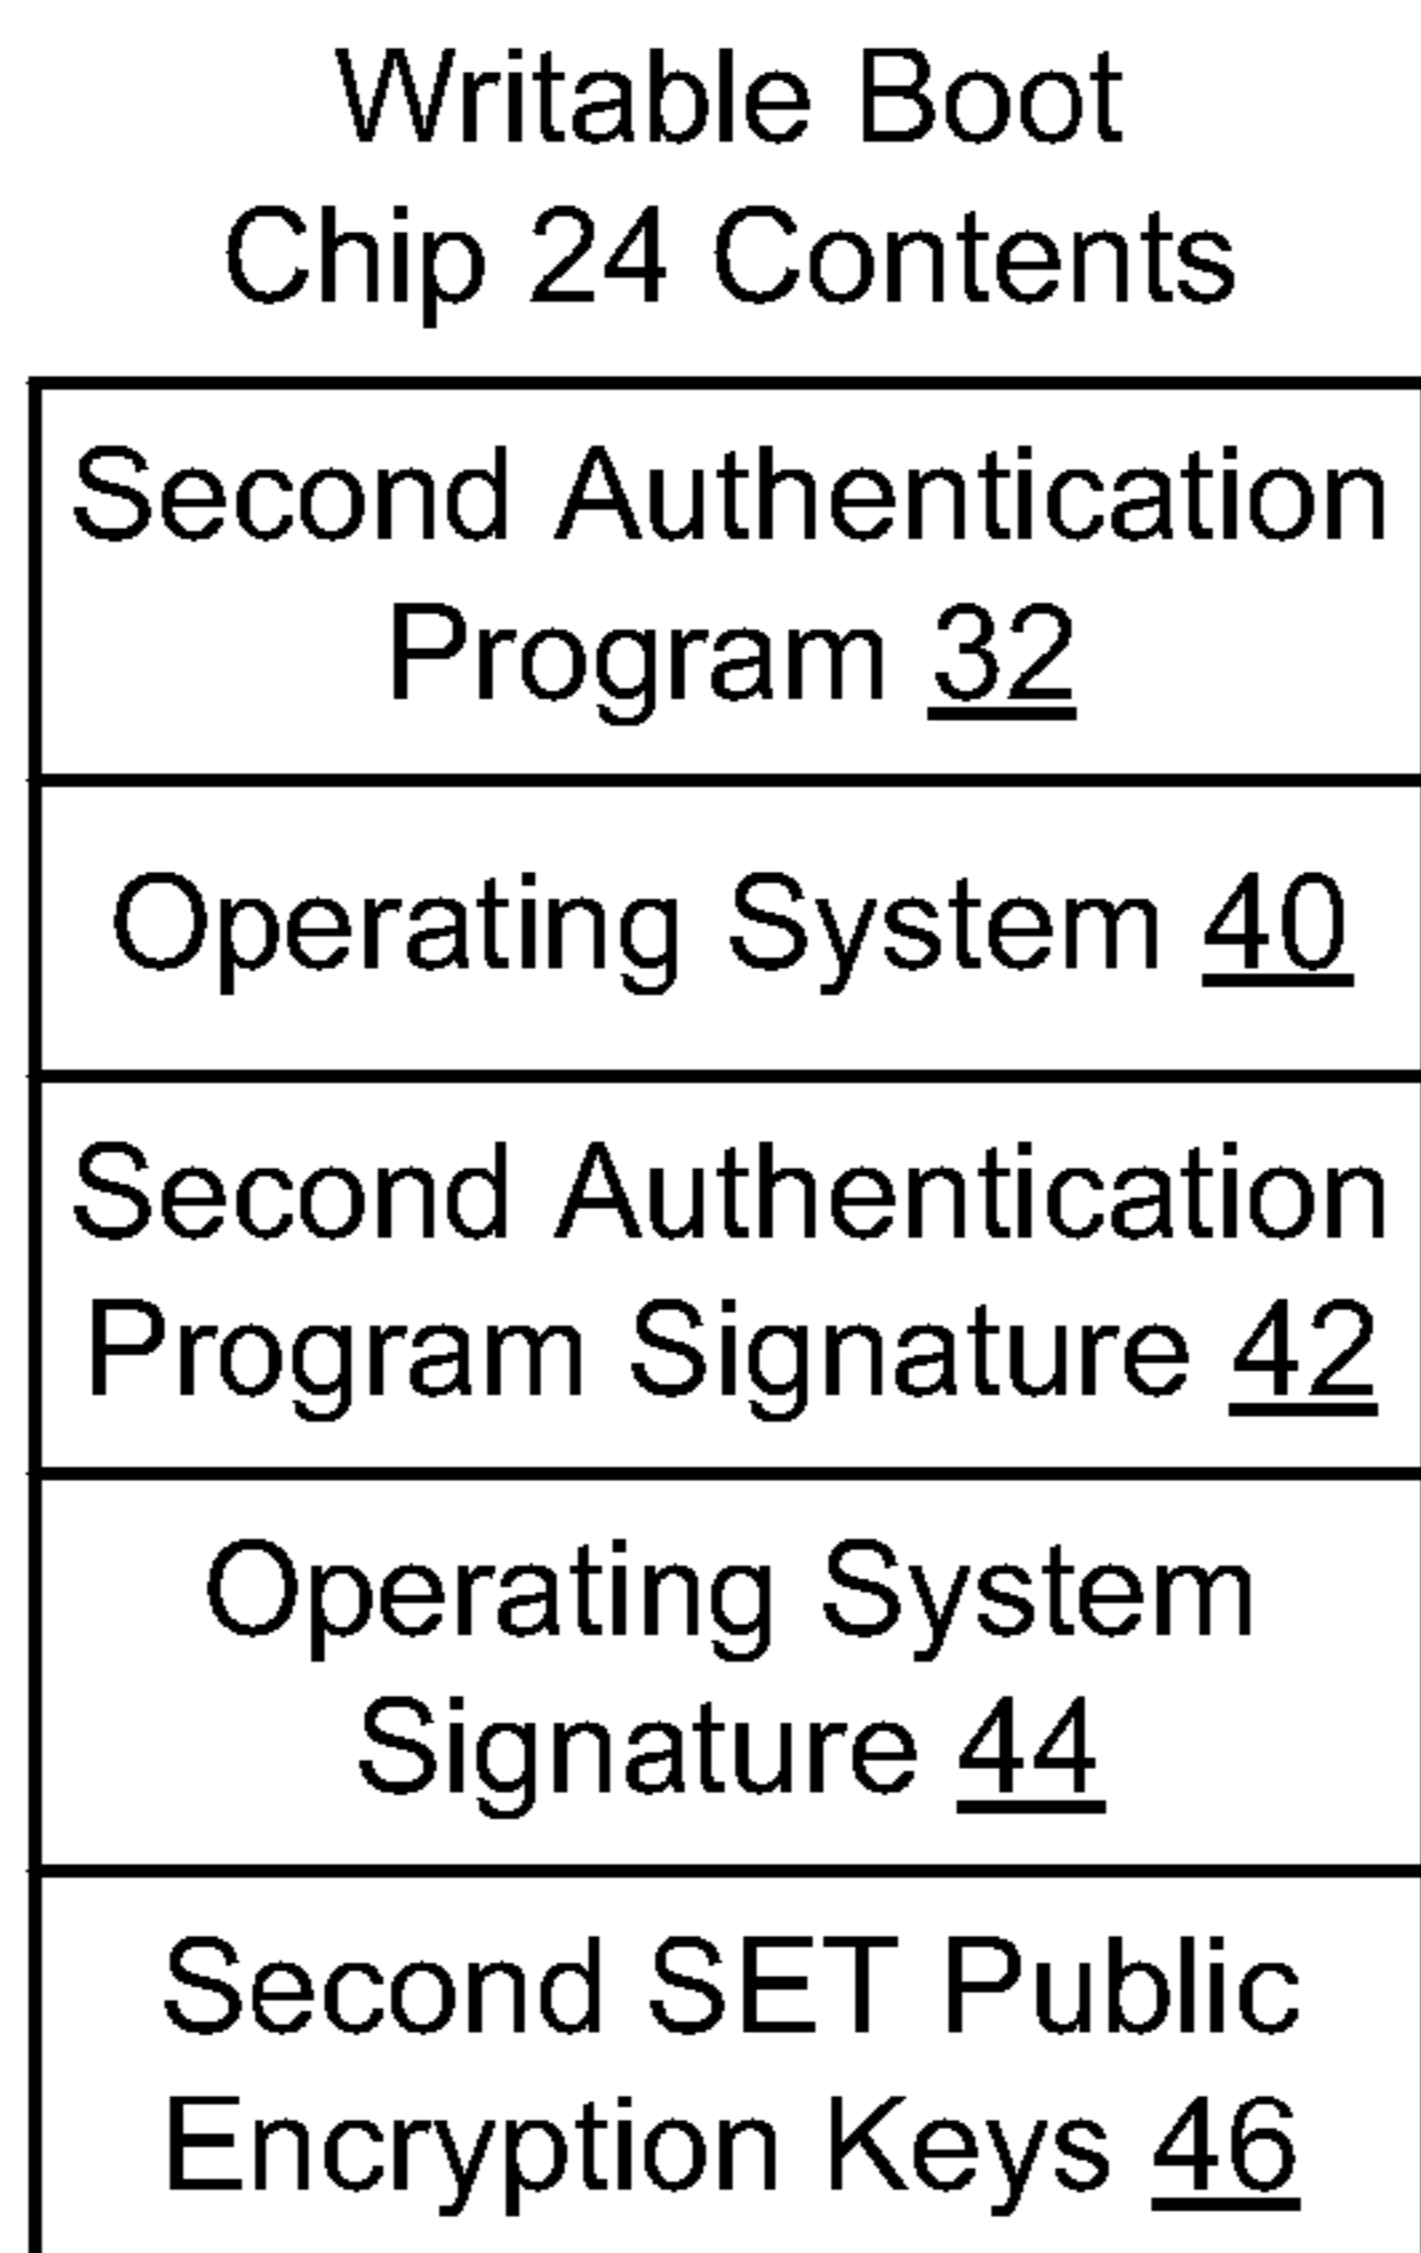 Writable Boot
Chip 24 Contents
Second Authentication
Program 32
Operating System 40
Second Authentication
Program Signature 42
Operating System
Signature 44
Second SET Public
Encryption Keys 46